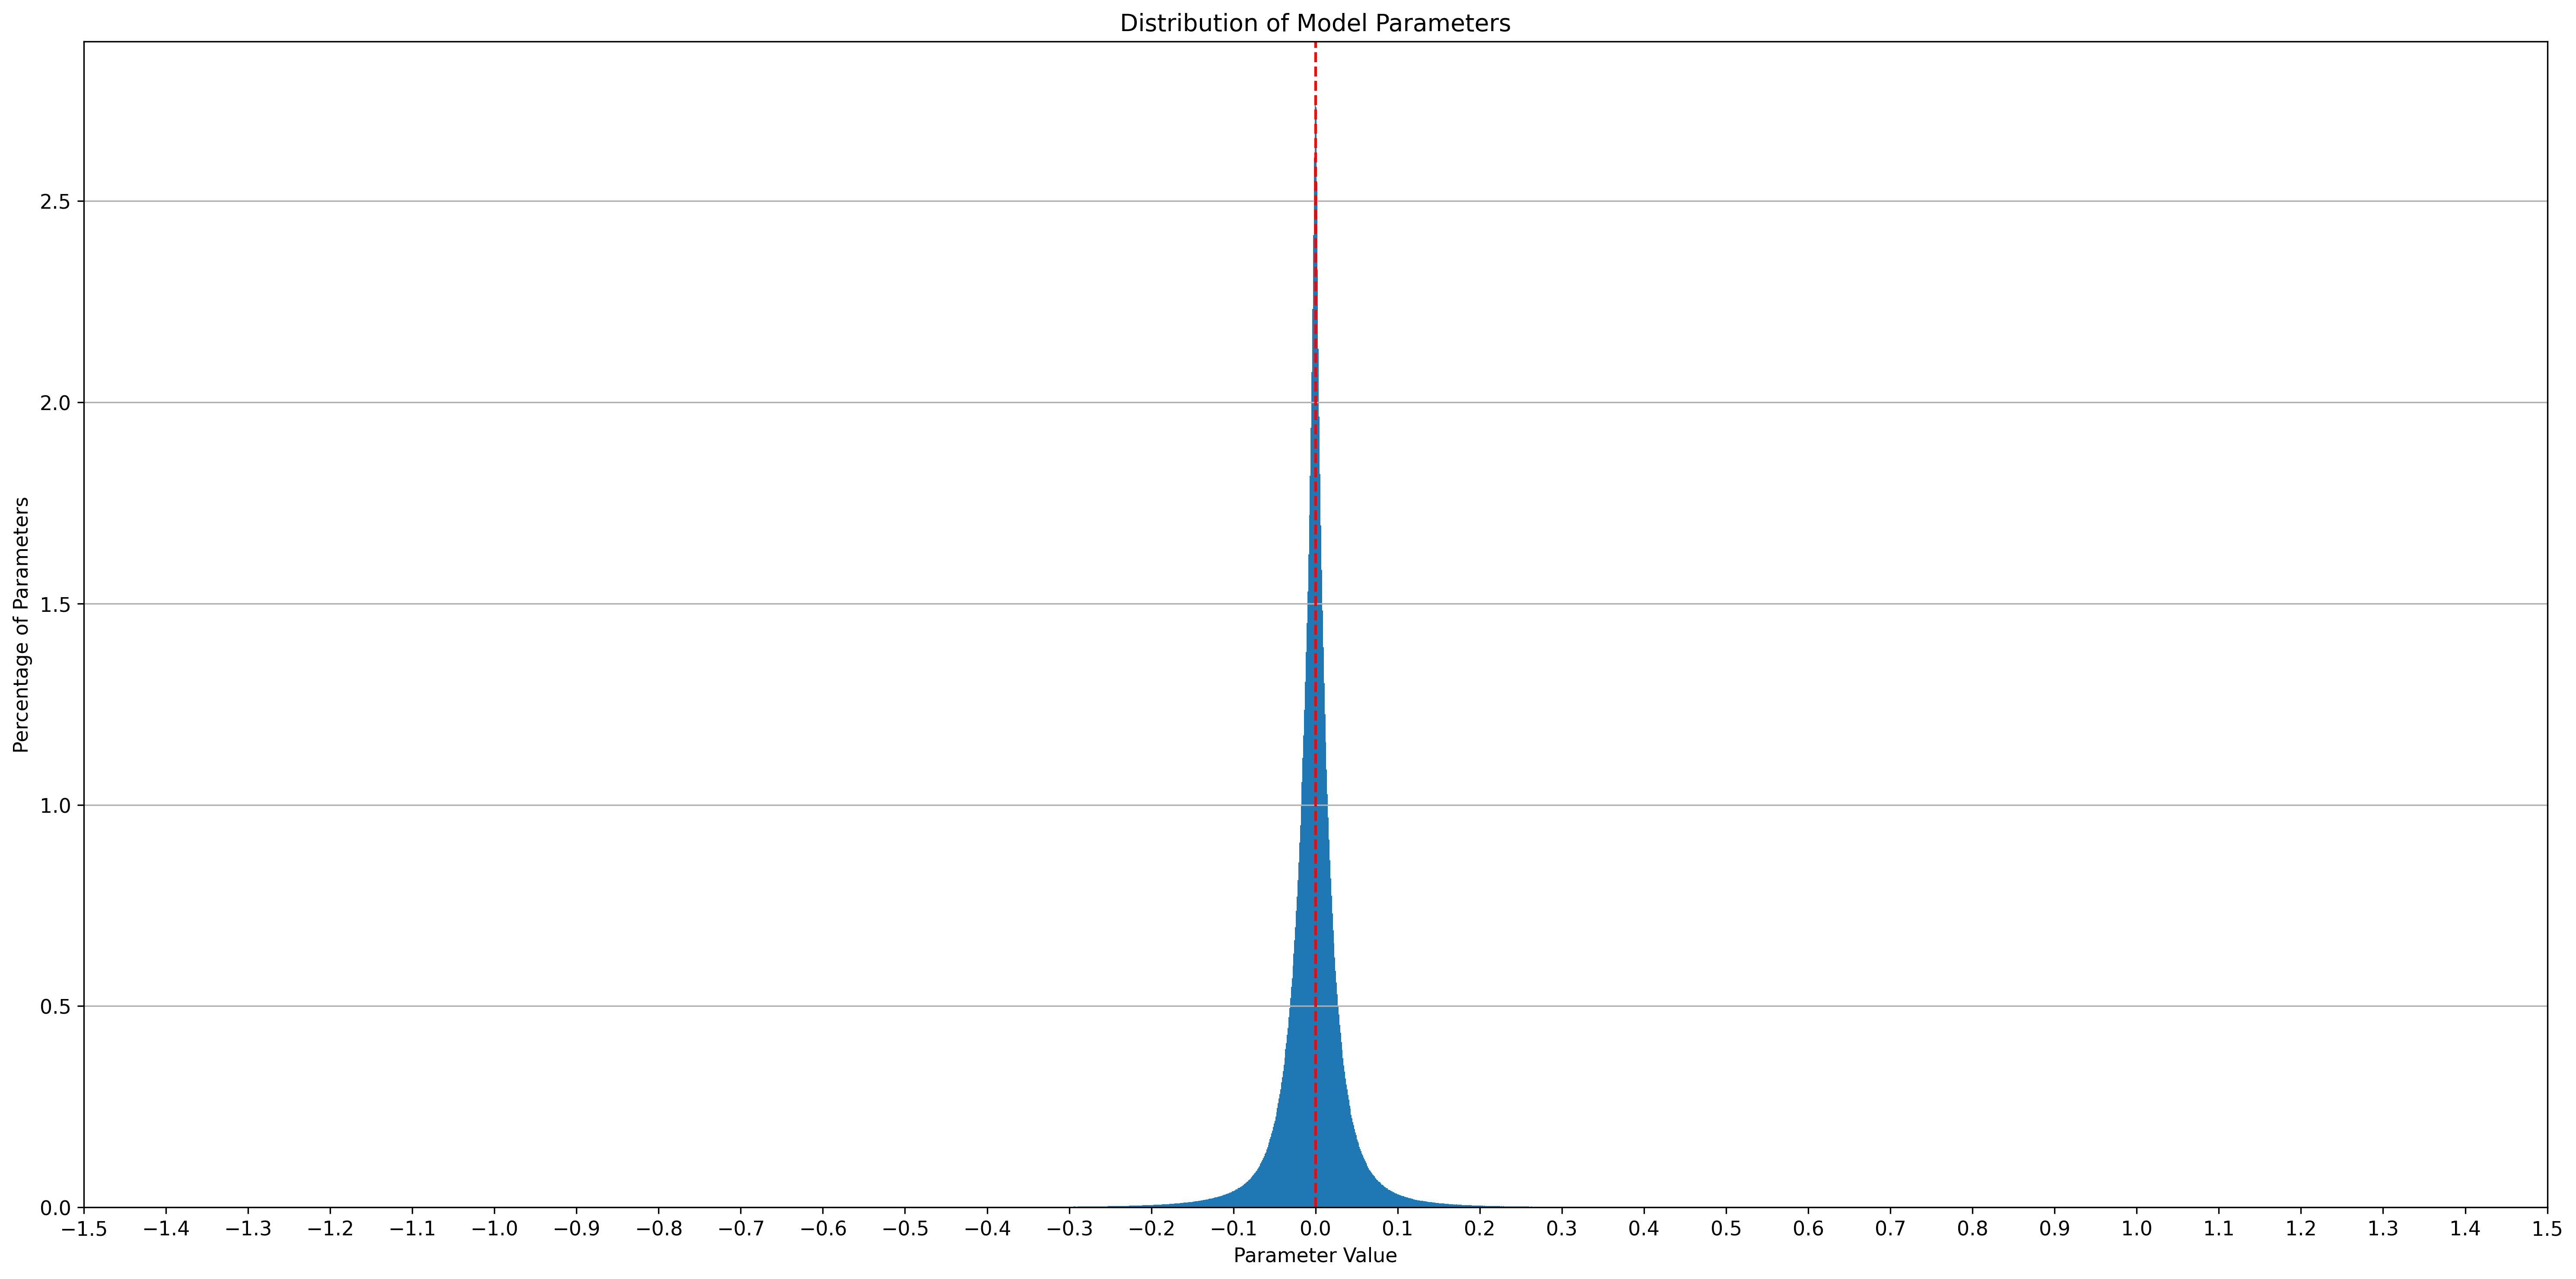 Distribution of Model Parameters
Percentage of Parameters
2.5
2.0
1.5
1.0
0.5
0.0
−1.5 −1.4 −1.3 −1.2 −1.1 −1.0 −0.9 −0.8 −0.7 −0.6 −0.5 −0.4 −0.3 −0.2 −0.1 0.0 0.1 0.2 0.3 0.4 0.5 0.6 0.7 0.8 0.9 1.0 1.1 1.2 1.3 1.4 1.5
Parameter Value